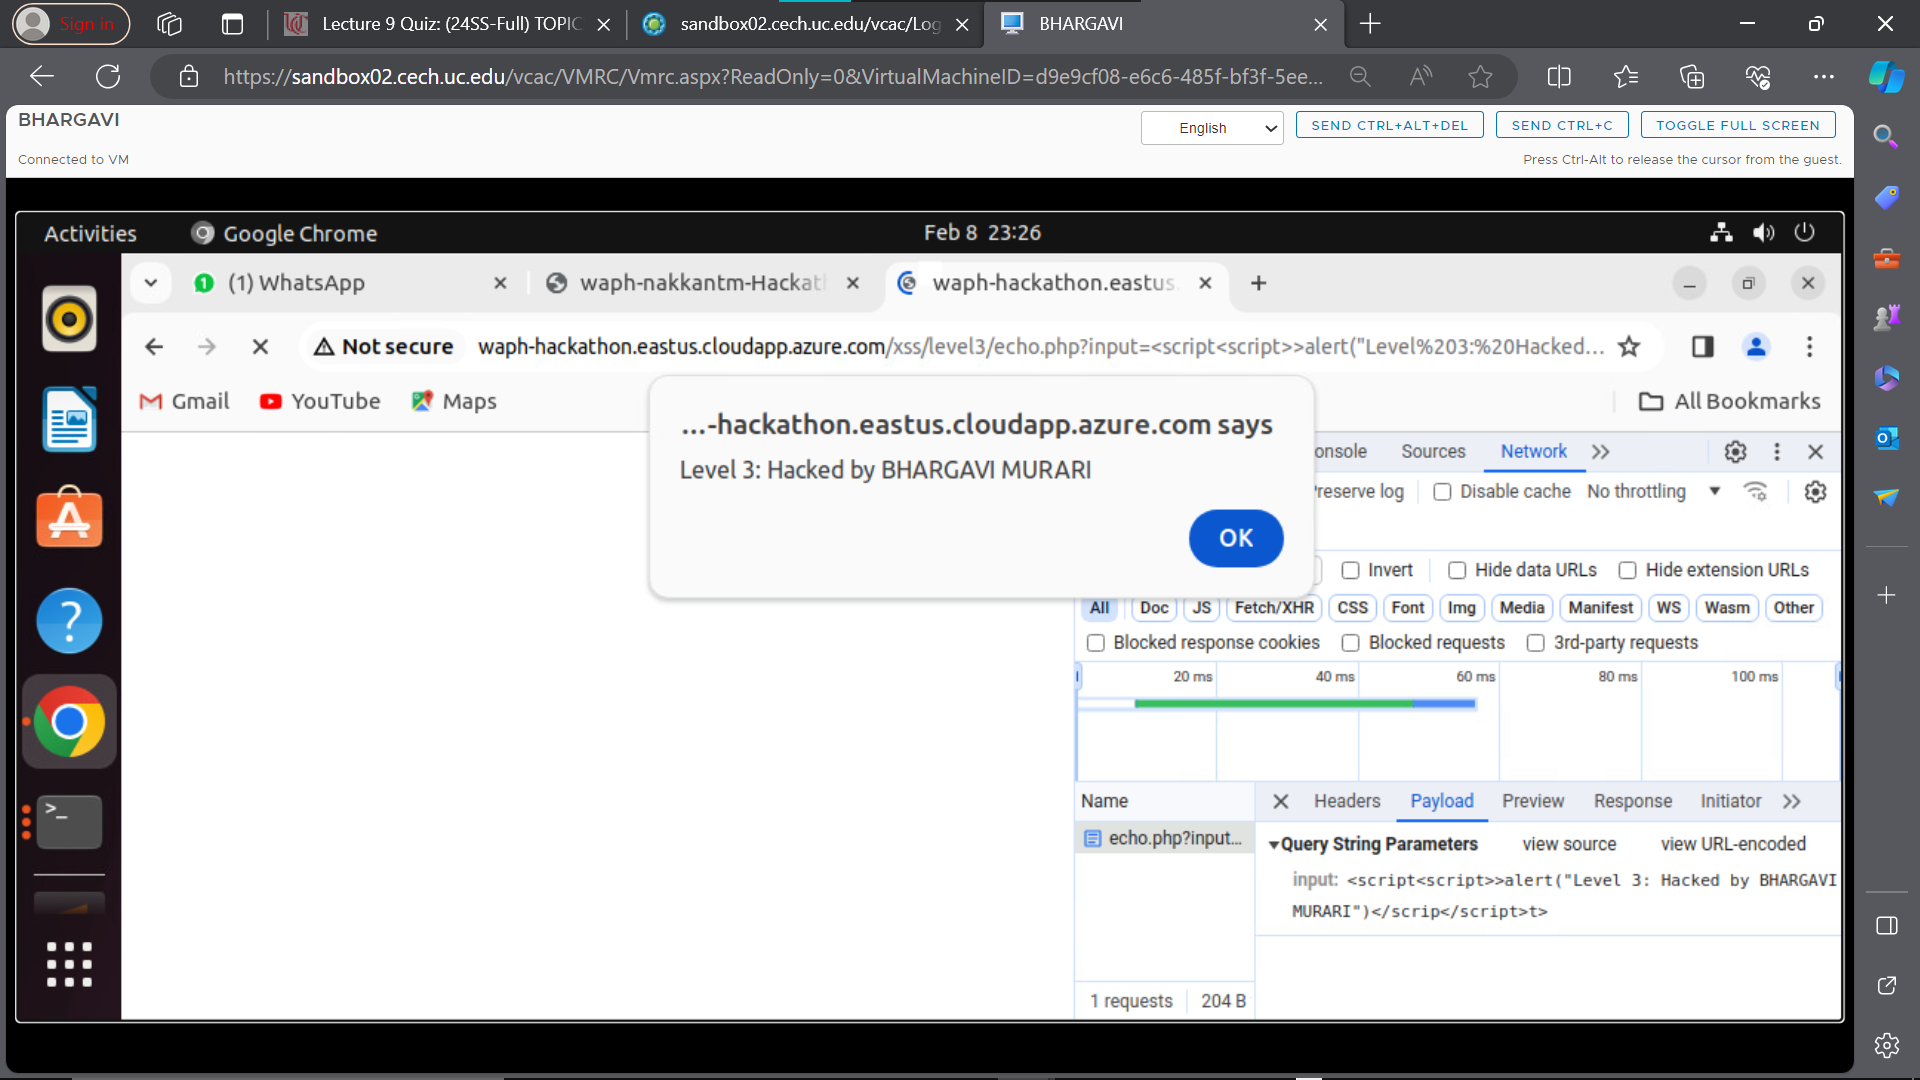 Sign in
Lecture 9 Quiz: (24SS-Full) TOPIC
sandbox02.cech.uc.edu/vcac/Log
BHARGAVI
https://sandbox02.cech.uc.edu/vcac/VMRC/Vmrc.aspx?ReadOnly=0&VirtualMachineID=d9e9cf08-e6c6-485f-bf3f-5ee...
BHARGAVI
English
SEND CTRL+ALT+DEL
SEND CTRL+C
TOGGLE FULL SCREEN
Connected to VM
Press Ctrl-Alt to release the cursor from the guest.
Activities
Google Chrome
Feb 8 23:26
(1) WhatsApp
waph-nakkantm-Hackat
waph-hackathon.eastus.
Not secure
waph-hackathon.eastus.cloudapp.azure.com/xss/level3/echo.php?input=<script<script>>alert("Level%203:%20Hacked...
Gmail
YouTube
Maps
All Bookmarks
...-hackathon.eastus.cloudapp.azure.com says
Level 3: Hacked by BHARGAVI MURARI
OK
onsole
Sources
Network
reserve log
Disable cache
No throttling
Invert
Hide data URLs
Hide extension URLs
All
Doc
JS
Fetch/XHR
CSS
Font
Img
Media
Manifest
WS
Wasm
Other
Blocked response cookies
Blocked requests
3rd-party requests
20 ms
40 ms
60 ms
80 ms
100 ms
Name
Headers
Payload
Preview
Response
Initiator
echo.php?input...
Query String Parameters
view source
view URL-encoded
input: <script<script>>alert("Level 3: Hacked by BHARGAVI
MURARI")</scrip</script>t>
1 requests
204 B